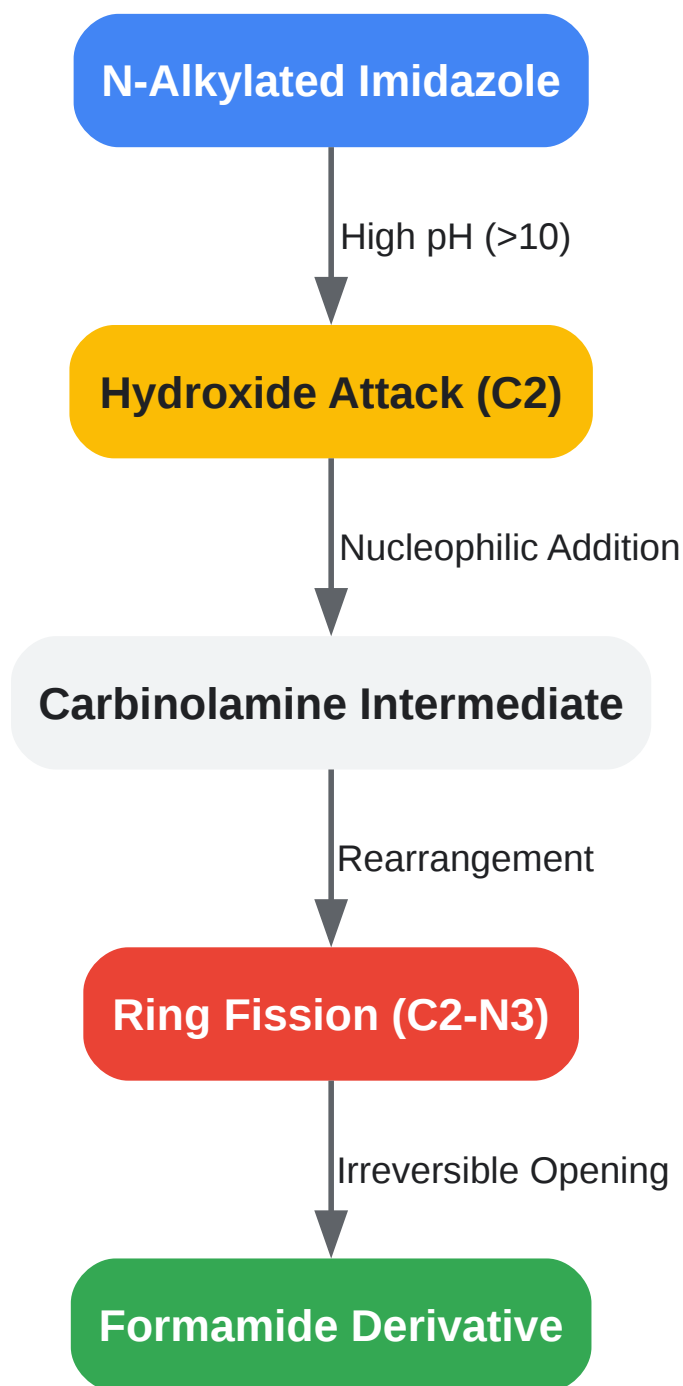 N-Alkylated Imidazole
High pH (>10)
Hydroxide Attack (C2)
Nucleophilic Addition
Carbinolamine Intermediate
Rearrangement
Ring Fission (C2-N3)
Irreversible Opening
Formamide Derivative